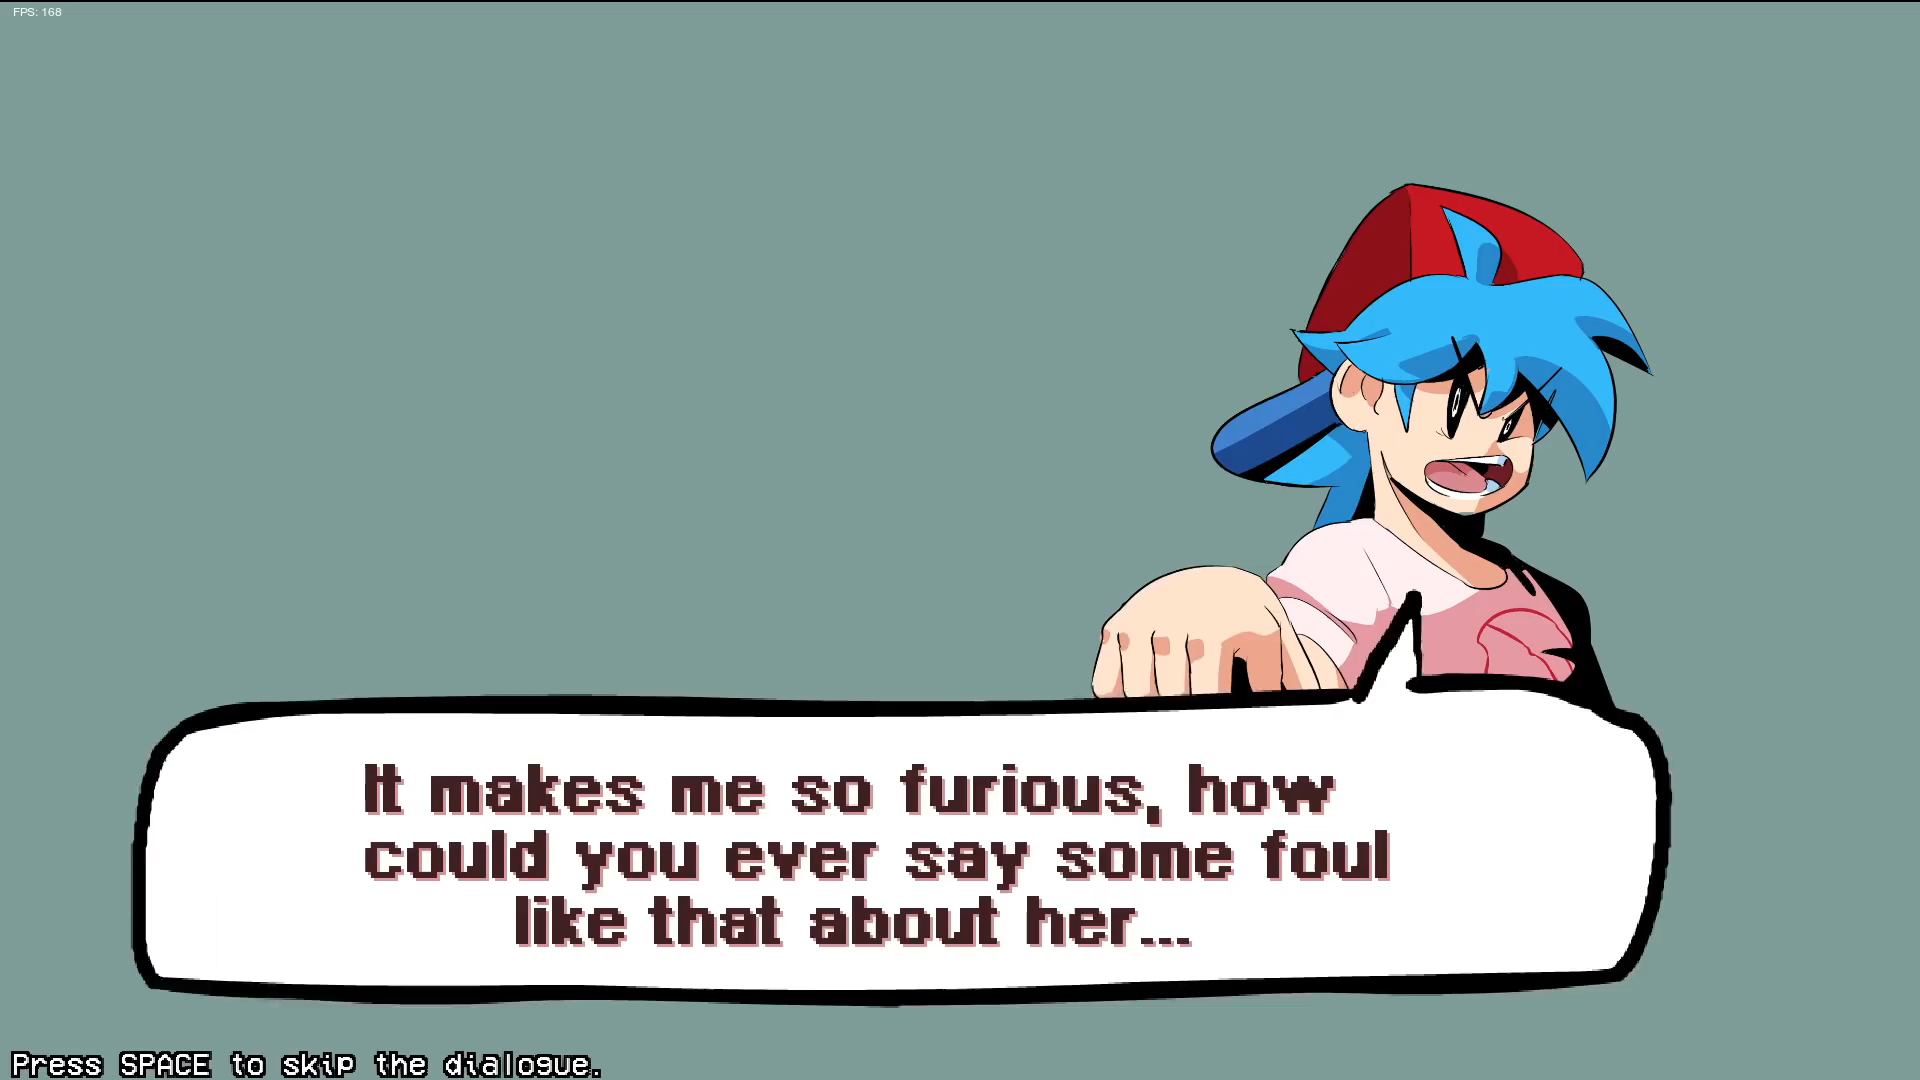 FPS: 168
It makes me so furious, how
could you ever say some foul
like that about her...
Press SPACE to skip the dialogue.